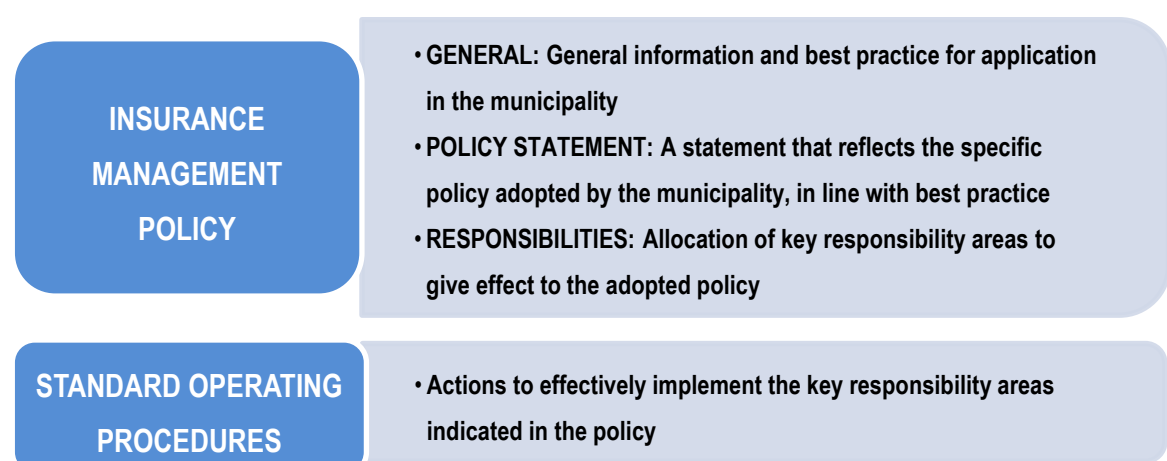 INSURANCE
MANAGEMENT
POLICY
• GENERAL: General information and best practice for application
in the municipality
• POLICY STATEMENT: A statement that reflects the specific
policy adopted by the municipality, in line with best practice
• RESPONSIBILITIES: Allocation of key responsibility areas to
give effect to the adopted policy
STANDARD OPERATING
PROCEDURES
• Actions to effectively implement the key responsibility areas
indicated in the policy